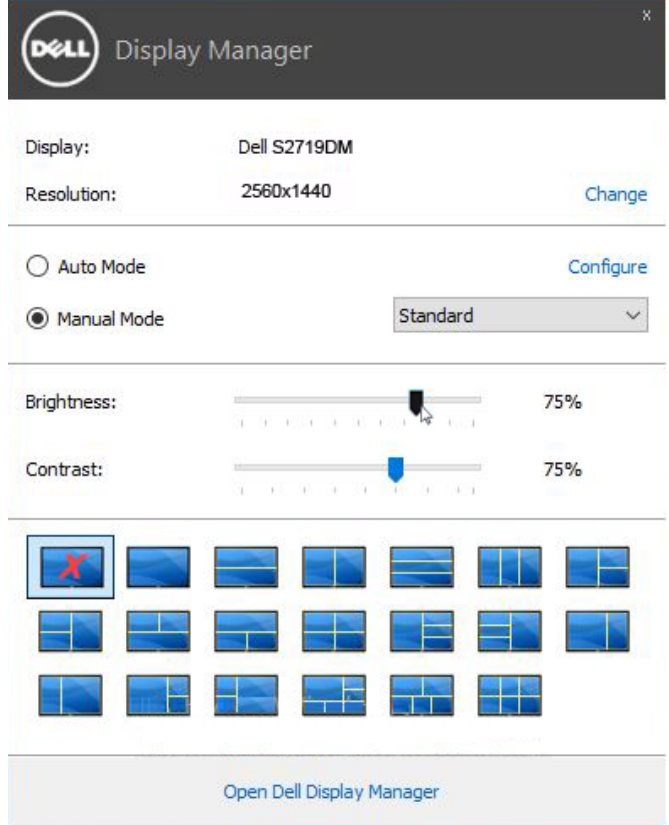 DELL Display Manager x
Display: Dell S2719DM
Resolution: 2560x1440 Change
Auto Mode Configure
Manual Mode Standard
Brightness: 75%
Contrast: 75%
Open Dell Display Manager